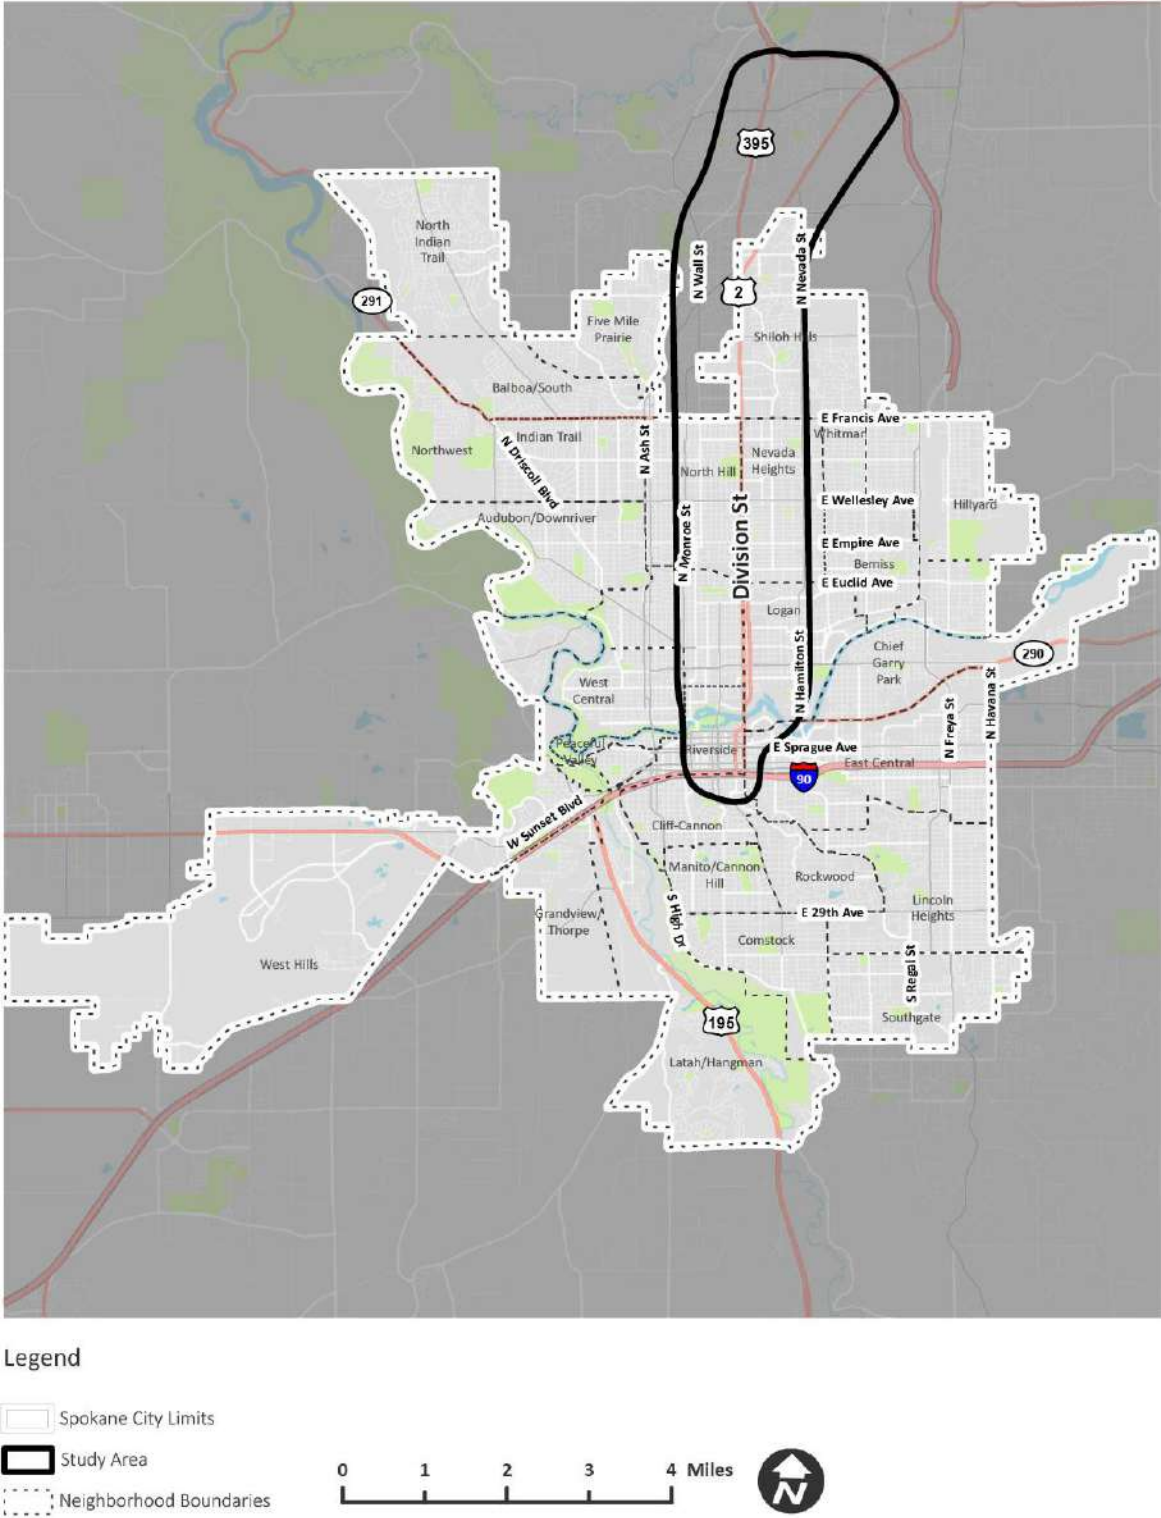 395
North
Indian
Trail
N Wall St
N Nevada St
291
2
Five Mile
Prairie
Shiloh Hills
Balboa/South
Indian Trail
E Francis Ave
Whitman
N Ash St
N Driscoll Blvd
Northwest
North Hill
Nevada
Heights
E Wellesley Ave
Hillyard
Audubon/Downriver
N Monroe St
Division St
E Empire Ave
Bemiss
E Euclid Ave
Logan
N Hamilton St
Chief
Garry
Park
290
West
Central
N Freya St
N Havana St
Peaceful
Valley
Riverside
E Sprague Ave
East Central
90
W Sunset Blvd
Cliff-Cannon
Manito/Cannon
Hill
Rockwood
S High Dr
E 29th Ave
Lincoln
Heights
Grandview/
Thorpe
Comstock
West Hills
S Regal St
195
Southgate
Latah/Hangman
Legend
Spokane City Limits
Study Area
Neighborhood Boundaries
0 1 2 3 4 Miles
N